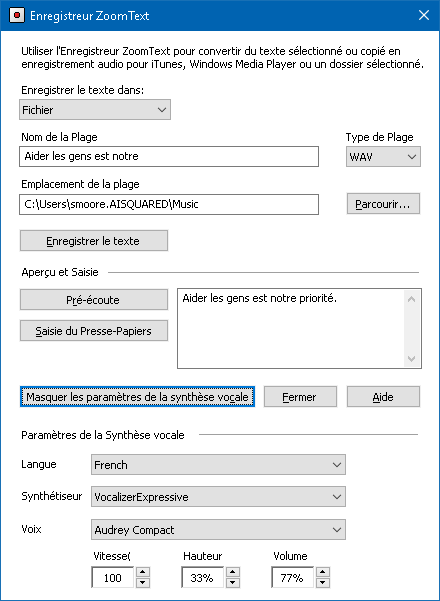 Enregistreur ZoomText
Utiliser l'Enregistreur ZoomText pour convertir du texte sélectionné ou copié en
enregistrement audio pour iTunes, Windows Media Player ou un dossier sélectionné.
Enregistrer le texte dans:
Fichier
Nom de la Plage
Type de Plage
Aider les gens est notre
WAV
Emplacement de la plage
C:\Users\smoore.AISQUARED\Music
Parcourir...
Enregistrer le texte
Aperçu et Saisie
Pré-écoute
Aider les gens est notre priorité.
Saisie du Presse-Papiers
Masquer les paramètres de la synthèse vocale
Fermer
Aide
Paramètres de la Synthèse vocale
Langue
French
Synthétiseur
VocalizerExpressive
Voix
Audrey Compact
Vitesse(
Hauteur
Volume
100
33%
77%